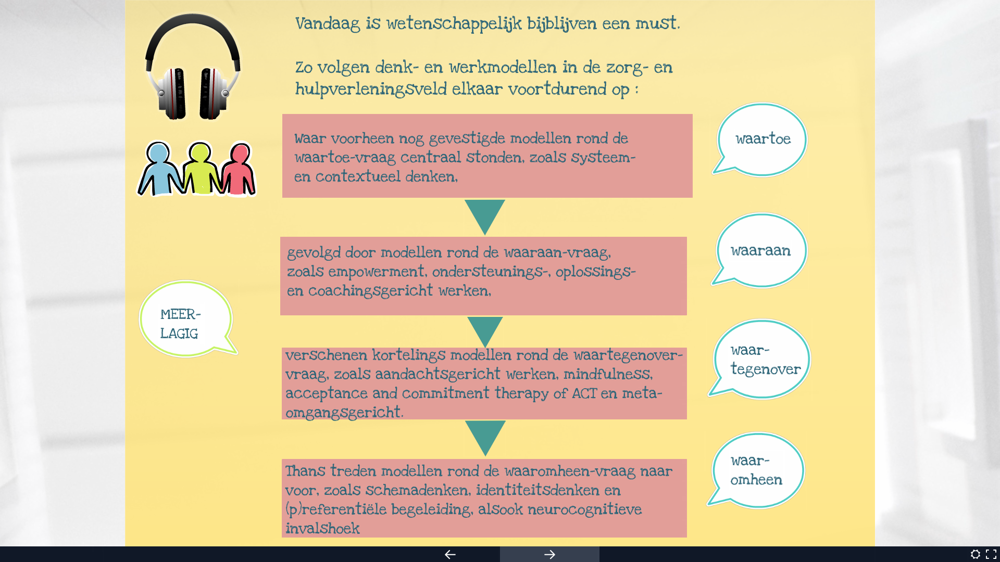 Vandaag is wetenschappelijk bijblijven een must.
Zo volgen denk- en werkmodellen in de zorg- en
hulpverleningsveld elkaar voortdurend op :
Waar voorheen nog gevestigde modellen rond de
waartoe-vraag centraal stonden, zoals systeem-
en contextueel denken,
waartoe
gevolgd door modellen rond de waaraan-vraag,
zoals empowerment, ondersteunings-, oplossings-
en coachingsgericht werken,
waaraan
MEER-
LAGIG
verschenen kortelings modellen rond de waartegenover-
vraag, zoals aandachtsgericht werken, mindfulness,
acceptance and commitment therapy of ACT en meta-
omgangsgericht.
waar-
tegenover
Thans treden modellen rond de waaromheen-vraag naar
voor, zoals schemadenken, identiteitsdenken en
(p)referentiële begeleiding, alsook neurocognitieve
invalshoek
waar-
omheen